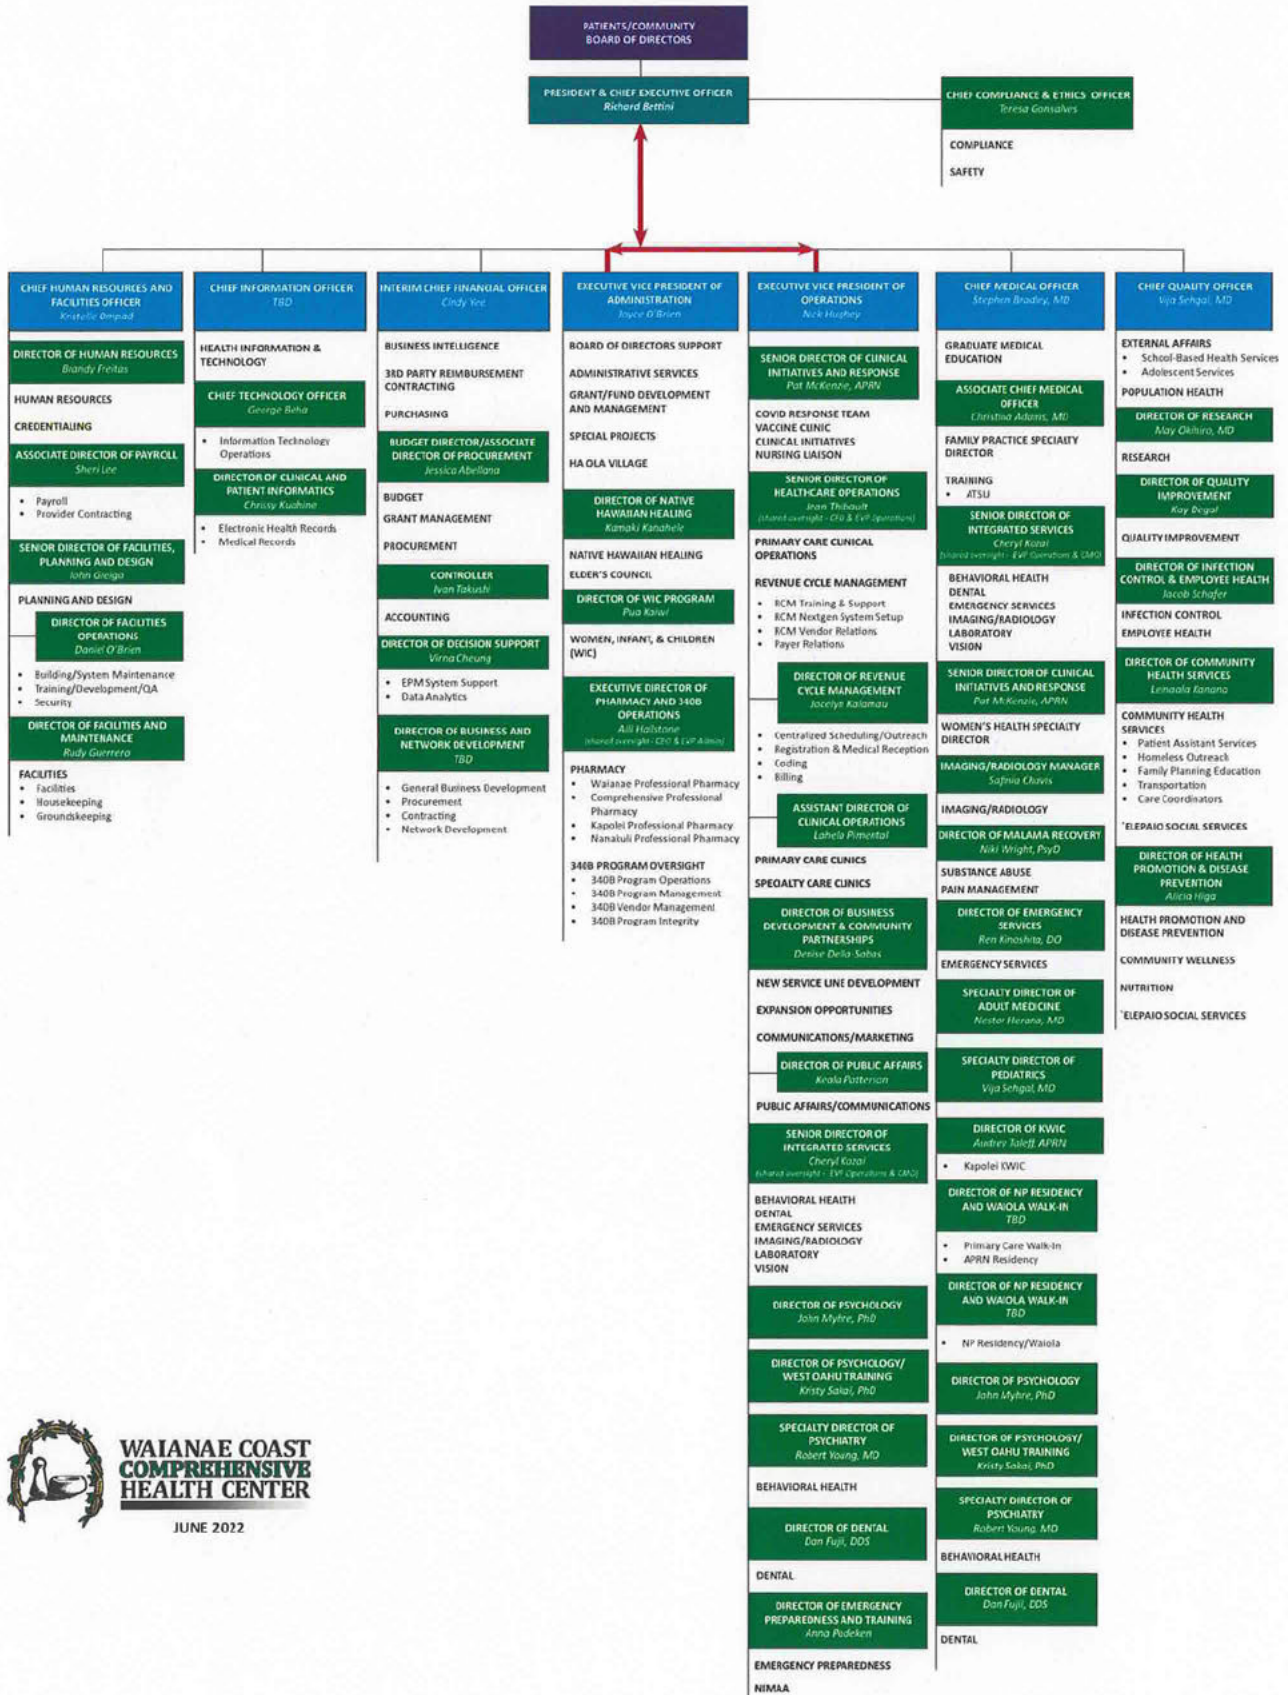 PATIENTS/COMMUNITY
BOARD OF DIRECTORS
PRESIDENT & CHIEF EXECUTIVE OFFICER
Richard Bettini
CHIEF COMPLIANCE & ETHICS OFFICER
Teresa Gonsalves
COMPLIANCE
SAFETY
CHIEF HUMAN RESOURCES AND
FACILITIES OFFICER
Kristelle
DIRECTOR OF HUMAN RESOURCES
Brandy Freitas
HUMAN RESOURCES
CREDENTIALING
ASSOCIATE DIRECTOR OF PAYROLL
Sheri Lee
• Payroll
• Provider Contracting
SENIOR DIRECTOR OF FACILITIES,
PLANNING AND DESIGN
John
PLANNING AND DESIGN
DIRECTOR OF FACILITIES
OPERATIONS
Daniel O'Brien
• Building/System Maintenance
• Training/Development/QA
• Security
DIRECTOR OF FACILITIES AND
MAINTENANCE
Rudy Guerrero
FACILITIES
• Facilities
• Housekeeping
• Groundskeeping
CHIEF INFORMATION OFFICER
TBD
HEALTH INFORMATION &
TECHNOLOGY
CHIEF TECHNOLOGY OFFICER
George Beha
• Information Technology
Operations
DIRECTOR OF CLINICAL AND
PATIENT INFORMATICS
Chrissy Kuahine
• Electronic Health Records
• Medical Records
INTERIM CHIEF FINANCIAL OFFICER
Cindy Yee
BUSINESS INTELLIGENCE
3RD PARTY REIMBURSEMENT
CONTRACTING
PURCHASING
BUDGET DIRECTOR/ASSOCIATE
DIRECTOR OF PROCUREMENT
Jessica Abellana
BUDGET
GRANT MANAGEMENT
PROCUREMENT
CONTROLLER
Ivan Takushi
ACCOUNTING
DIRECTOR OF DECISION SUPPORT
Virna Cheung
• EPM System Support
• Data Analytics
DIRECTOR OF BUSINESS AND
NETWORK DEVELOPMENT
TBD
• General Business Development
• Procurement
• Contracting
• Network Development
EXECUTIVE VICE PRESIDENT OF
ADMINISTRATION
Joyce O'Brien
BOARD OF DIRECTORS SUPPORT
ADMINISTRATIVE SERVICES
GRANT/FUND DEVELOPMENT
AND MANAGEMENT
SPECIAL PROJECTS
HA OLA VILLAGE
DIRECTOR OF NATIVE
HAWAIIAN HEALING
Kamaki Kanahele
NATIVE HAWAIIAN HEALING
ELDER'S COUNCIL
DIRECTOR OF WIC PROGRAM
Pua Kaiwi
WOMEN, INFANT, & CHILDREN
(WIC)
EXECUTIVE DIRECTOR OF
PHARMACY AND 340B
OPERATIONS
Aili Hailstone
(shared oversight - CEO & EVP Admin)
PHARMACY
• Waianae Professional Pharmacy
• Comprehensive Professional
Pharmacy
• Kapolei Professional Pharmacy
• Nanakuli Professional Pharmacy
340B PROGRAM OVERSIGHT
• 340B Program Operations
• 340B Program Management
• 340B Vendor Management
• 340B Program Integrity
EXECUTIVE VICE PRESIDENT OF
OPERATIONS
Nick Hughey
SENIOR DIRECTOR OF CLINICAL
INITIATIVES AND RESPONSE
Pat McKenzie, APRN
COVID RESPONSE TEAM
VACCINE CLINIC
CLINICAL INITIATIVES
NURSING LIAISON
SENIOR DIRECTOR OF
HEALTHCARE OPERATIONS
Jean Thibault
(shared oversight - CEO & EVP Operations)
PRIMARY CARE CLINICAL
OPERATIONS
REVENUE CYCLE MANAGEMENT
• RCM Training & Support
• RCM Nextgen System Setup
• RCM Vendor Relations
• Payer Relations
DIRECTOR OF REVENUE
CYCLE MANAGEMENT
Jocelyn Kalamau
• Centralized Scheduling/Outreach
• Registration & Medical Reception
• Coding
• Billing
ASSISTANT DIRECTOR OF
CLINICAL OPERATIONS
Lahela Pimental
PRIMARY CARE CLINICS
SPECIALTY CARE CLINICS
DIRECTOR OF BUSINESS
DEVELOPMENT & COMMUNITY
PARTNERSHIPS
Denise Della-Sabas
NEW SERVICE LINE DEVELOPMENT
EXPANSION OPPORTUNITIES
COMMUNICATIONS/MARKETING
DIRECTOR OF PUBLIC AFFAIRS
Keala Patterson
PUBLIC AFFAIRS/COMMUNICATIONS
SENIOR DIRECTOR OF
INTEGRATED SERVICES
Cheryl Kozai
(shared oversight - EVP Operations & CMO)
BEHAVIORAL HEALTH
DENTAL
EMERGENCY SERVICES
IMAGING/RADIOLOGY
LABORATORY
VISION
DIRECTOR OF PSYCHOLOGY
John Myhre, PhD
DIRECTOR OF PSYCHOLOGY/
WEST OAHU TRAINING
Kristy Sakai, PhD
SPECIALTY DIRECTOR OF
PSYCHIATRY
Robert Young, MD
BEHAVIORAL HEALTH
DIRECTOR OF DENTAL
Dan Fujii, DDS
DENTAL
DIRECTOR OF EMERGENCY
PREPAREDNESS AND TRAINING
Anna Padeken
EMERGENCY PREPAREDNESS
NIMAA
CHIEF MEDICAL OFFICER
Stephen Bradley, MD
GRADUATE MEDICAL
EDUCATION
ASSOCIATE CHIEF MEDICAL
OFFICER
Christina Adams, MD
FAMILY PRACTICE SPECIALTY
DIRECTOR
TRAINING
• ATSU
SENIOR DIRECTOR OF
INTEGRATED SERVICES
Cheryl Kozai
(shared oversight - EVP Operations & CMO)
BEHAVIORAL HEALTH
DENTAL
EMERGENCY SERVICES
IMAGING/RADIOLOGY
LABORATORY
VISION
SENIOR DIRECTOR OF CLINICAL
INITIATIVES AND RESPONSE
Pat McKenzie, APRN
WOMEN'S HEALTH SPECIALTY
DIRECTOR
IMAGING/RADIOLOGY MANAGER
Chavis
IMAGING/RADIOLOGY
DIRECTOR OF MALAMA RECOVERY
Niki Wright, PsyD
SUBSTANCE ABUSE
PAIN MANAGEMENT
DIRECTOR OF EMERGENCY
SERVICES
Ren Kinoshita, DO
EMERGENCY SERVICES
SPECIALTY DIRECTOR OF
ADULT MEDICINE
Nestor Herana, MD
SPECIALTY DIRECTOR OF
PEDIATRICS
Vija Sehgal, MD
DIRECTOR OF KWIC
Audrey Taleff, APRN
• Kapolei KWIC
DIRECTOR OF NP RESIDENCY
AND WAIOLA WALK-IN
TBD
• Primary Care Walk-In
• APRN Residency
DIRECTOR OF NP RESIDENCY
AND WAIOLA WALK-IN
TBD
• NP Residency/Waiola
DIRECTOR OF PSYCHOLOGY
John Myhre, PhD
DIRECTOR OF PSYCHOLOGY/
WEST OAHU TRAINING
Kristy Sakai, PhD
SPECIALTY DIRECTOR OF
PSYCHIATRY
Robert Young, MD
BEHAVIORAL HEALTH
DIRECTOR OF DENTAL
Dan Fujii, DDS
DENTAL
CHIEF QUALITY OFFICER
Vija Sehgal, MD
EXTERNAL AFFAIRS
• School-Based Health Services
• Adolescent Services
POPULATION HEALTH
DIRECTOR OF RESEARCH
May Okihiro, MD
RESEARCH
DIRECTOR OF QUALITY
IMPROVEMENT
Kay Degal
QUALITY IMPROVEMENT
DIRECTOR OF INFECTION
CONTROL & EMPLOYEE HEALTH
Jacob Schafer
INFECTION CONTROL
EMPLOYEE HEALTH
DIRECTOR OF COMMUNITY
HEALTH SERVICES
Kanana
COMMUNITY HEALTH
SERVICES
• Patient Assistant Services
• Homeless Outreach
• Family Planning Education
• Transportation
• Care Coordinators
`ELEPAIO SOCIAL SERVICES
DIRECTOR OF HEALTH
PROMOTION & DISEASE
PREVENTION
Alicia Higa
HEALTH PROMOTION AND
DISEASE PREVENTION
COMMUNITY WELLNESS
NUTRITION
`ELEPAIO SOCIAL SERVICES
WAIANAE COAST
COMPREHENSIVE
HEALTH CENTER
JUNE 2022